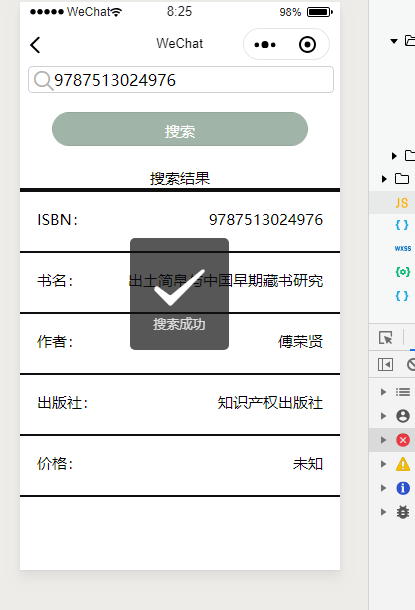 WeChat 8:25 98%
WeChat
9787513024976
搜索
搜索结果
ISBN: 9787513024976
书名: 出土简帛与中国早期藏书研究
搜索成功
作者: 傅荣贤
出版社: 知识产权出版社
价格: 未知
JS
WXSS